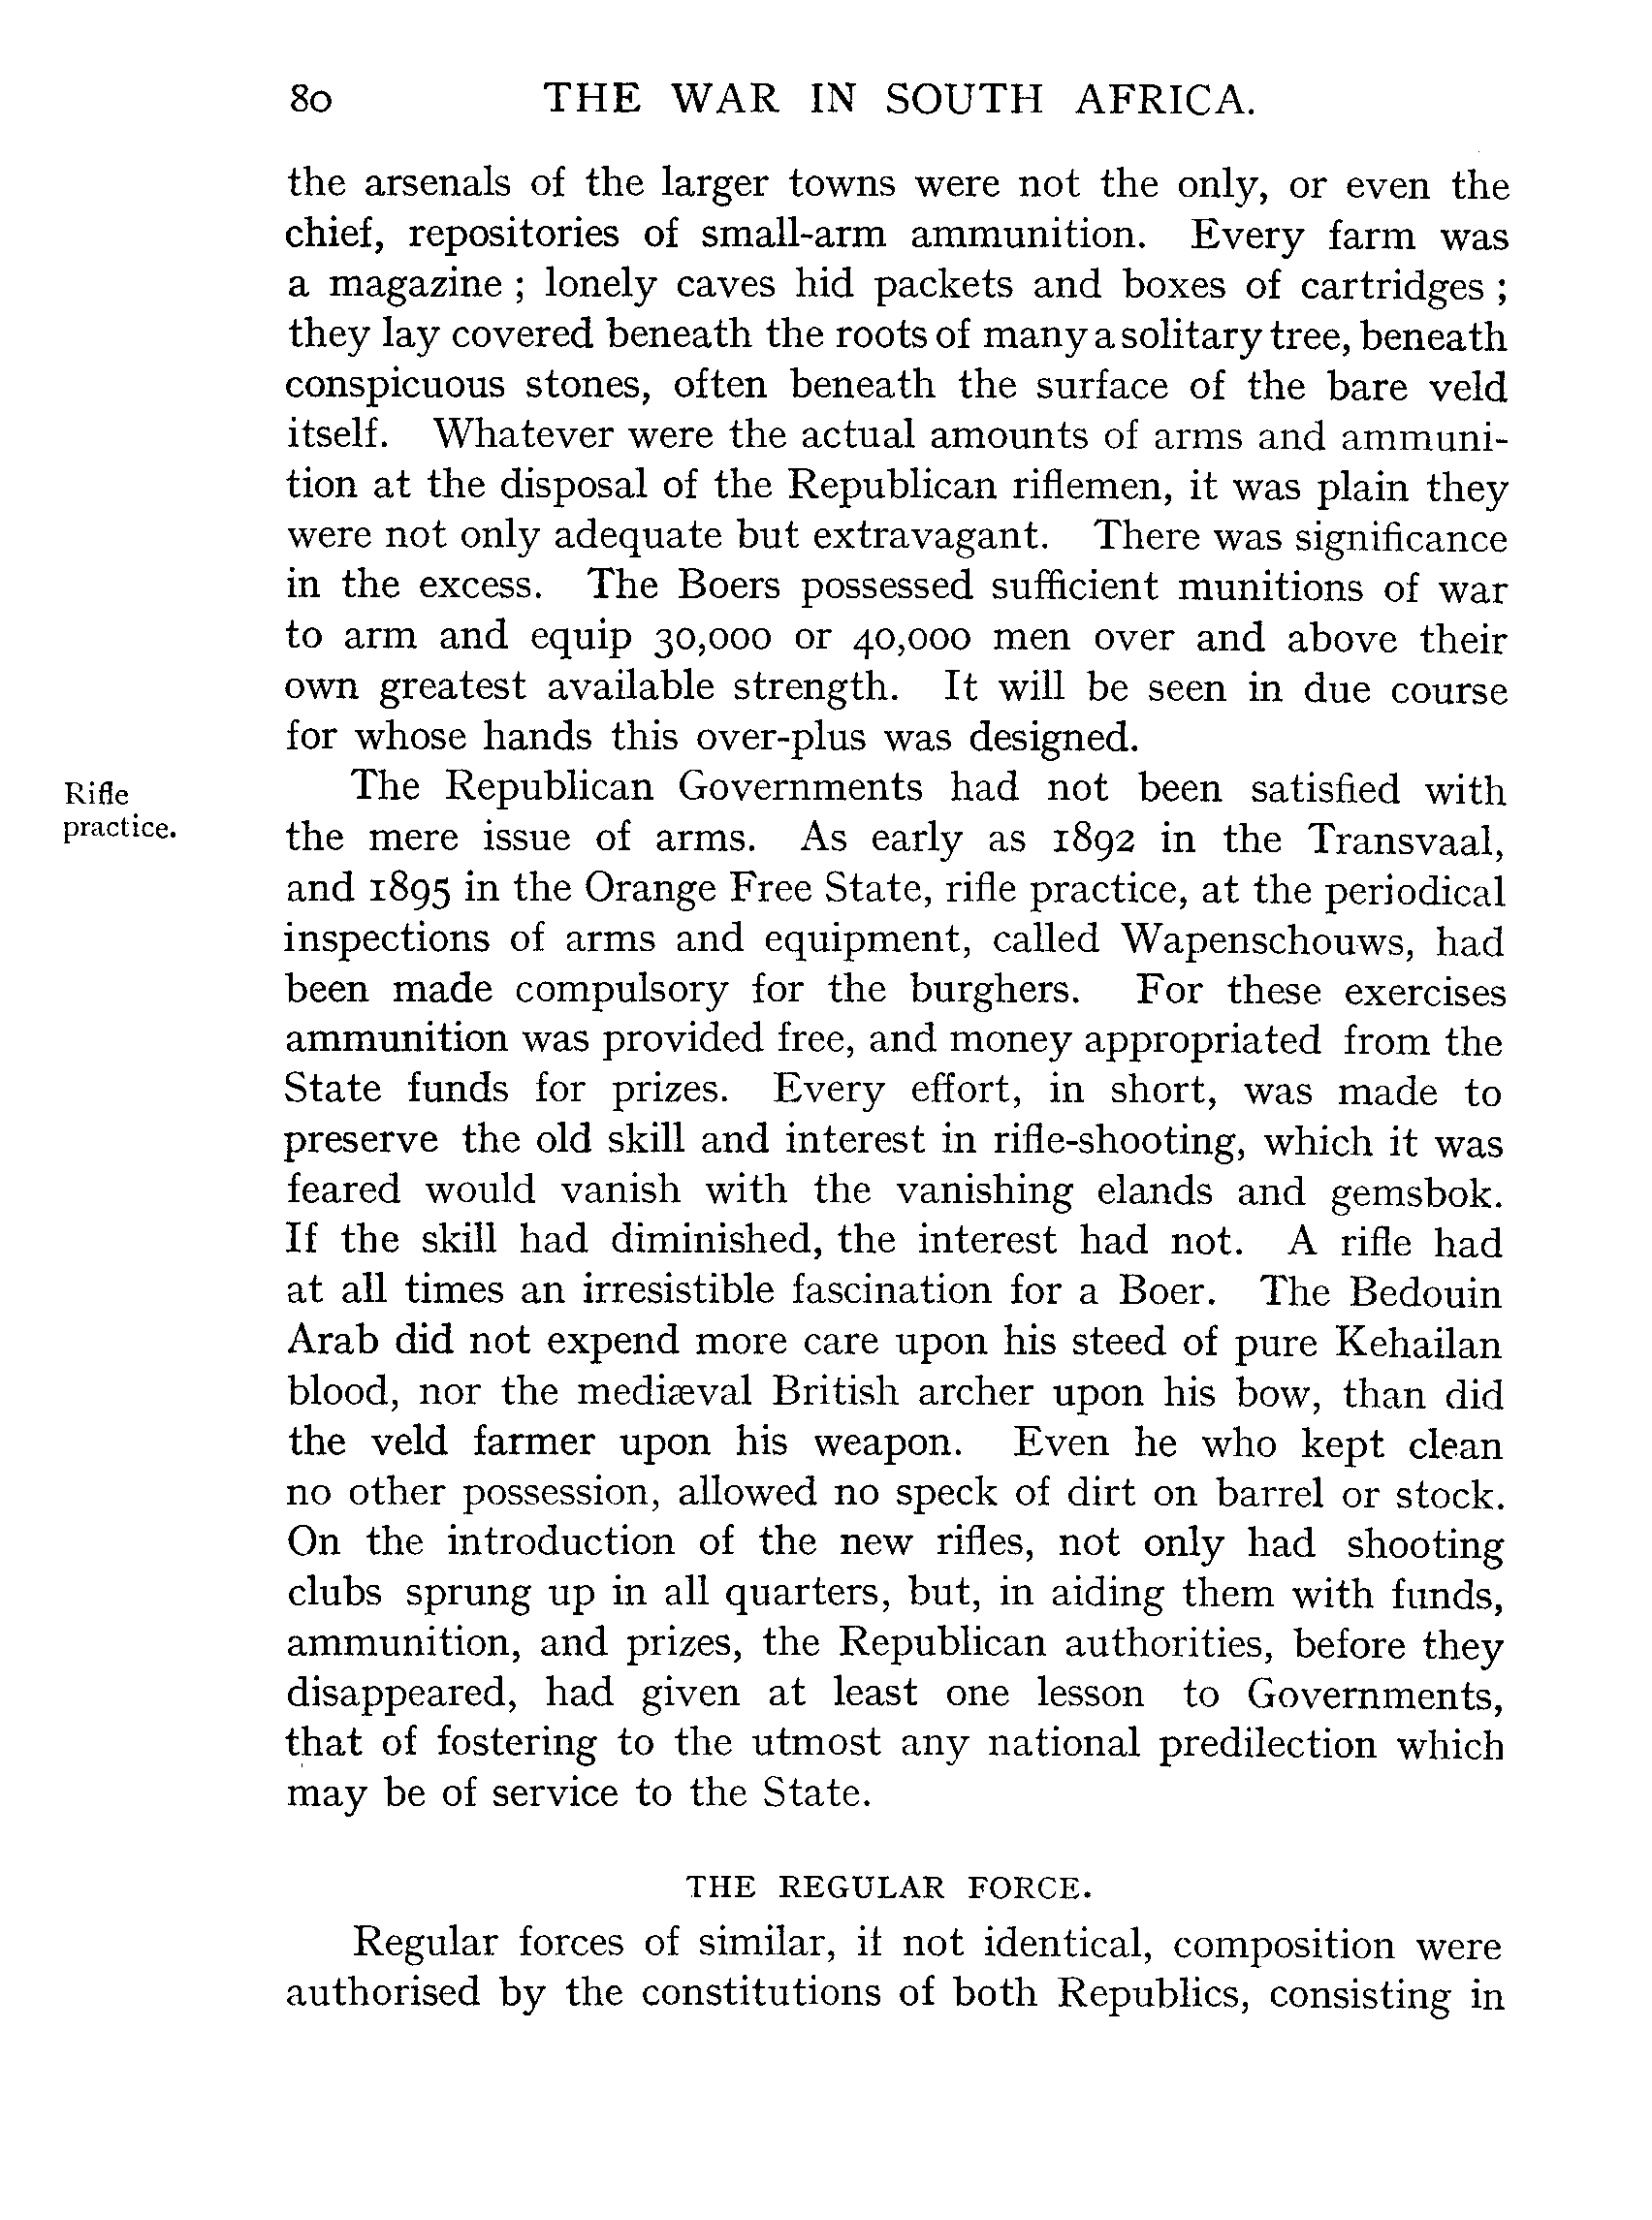 80 THE WAR IN SOUTH AFRICA.
the arsenals of the larger towns were not the only, or even the
chief, repositories of small-arm ammunition. Every farm was
a magazine ; lonely caves hid packets and boxes of cartridges ;
they lay covered beneath the roots of many a solitary tree, beneath
conspicuous stones, often beneath the surface of the bare veld
itself. Whatever were the actual amounts of arms and ammuni-
tion at the disposal of the Republican riflemen, it was plain they
were not only adequate but extravagant. There was significance
in the excess. The Boers possessed sufficient munitions of war
to arm and equip 30,000 or 40,000 men over and above their
own greatest available strength. It will be seen in due course
for whose hands this over-plus was designed.
Rifle
practice.
The Republican Governments had not been satisfied with
the mere issue of arms. As early as 1892 in the Transvaal,
and 1895 in the Orange Free State, rifle practice, at the periodical
inspections of arms and equipment, called Wapenschouws, had
been made compulsory for the burghers. For these exercises
ammunition was provided free, and money appropriated from the
State funds for prizes. Every effort, in short, was made to
preserve the old skill and interest in rifle-shooting, which it was
feared would vanish with the vanishing elands and gemsbok.
If the skill had diminished, the interest had not. A rifle had
at all times an irresistible fascination for a Boer. The Bedouin
Arab did not expend more care upon his steed of pure Kehailan
blood, nor the mediæval British archer upon his bow, than did
the veld farmer upon his weapon. Even he who kept clean
no other possession, allowed no speck of dirt on barrel or stock.
On the introduction of the new rifles, not only had shooting
clubs sprung up in all quarters, but, in aiding them with funds,
ammunition, and prizes, the Republican authorities, before they
disappeared, had given at least one lesson to Governments,
that of fostering to the utmost any national predilection which
may be of service to the State.
THE REGULAR FORCE.
Regular forces of similar, if not identical, composition were
authorised by the constitutions of both Republics, consisting in